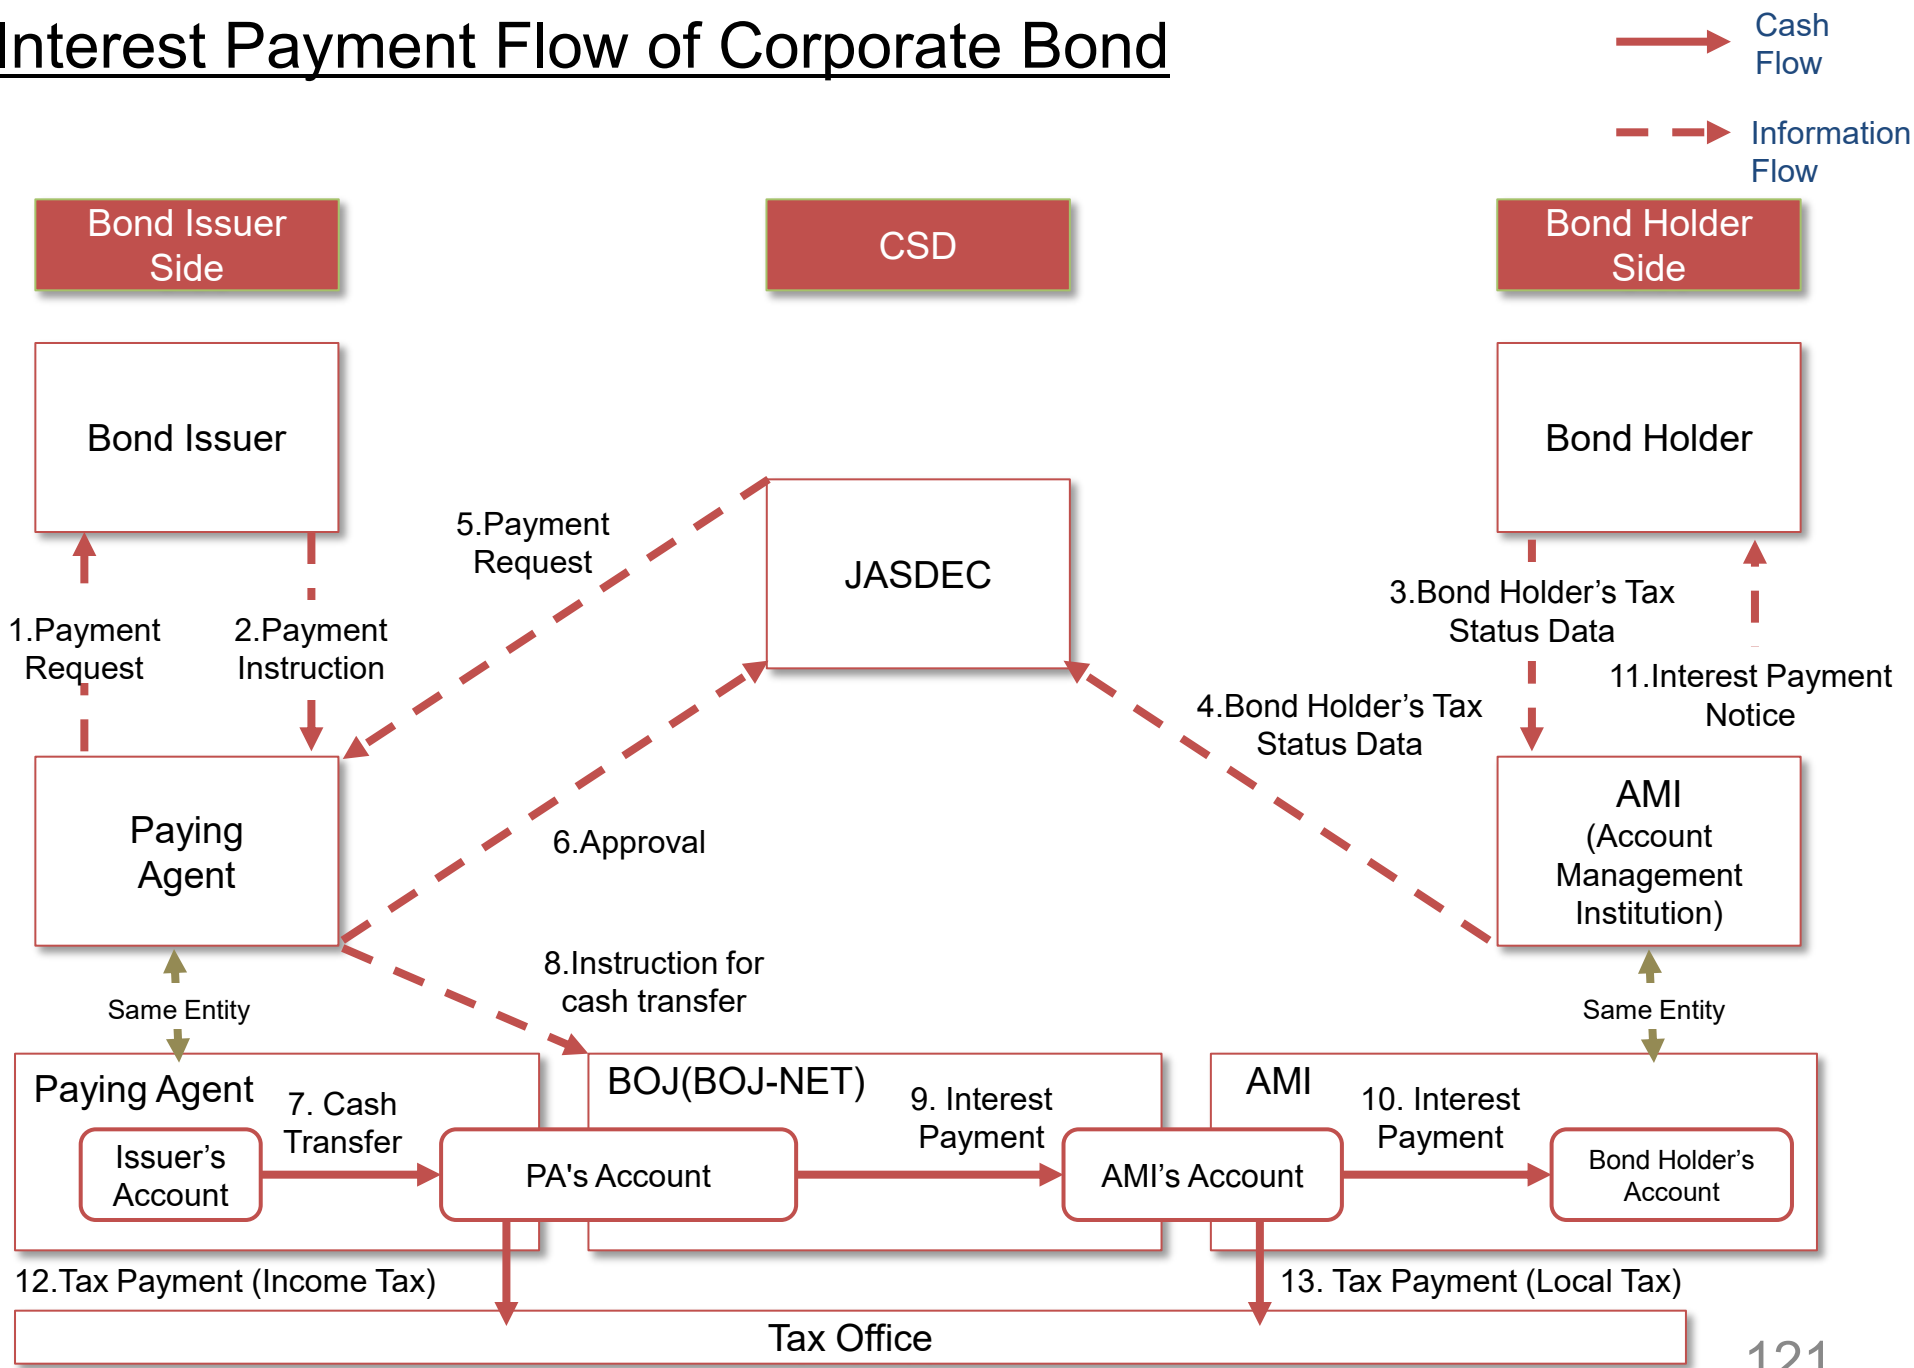 Interest Payment Flow of Corporate Bond
Cash
Flow
Information
Flow
Bond Issuer
Side
CSD
Bond Holder
Side
Bond Issuer
Bond Holder
JASDEC
5.Payment
Request
1.Payment
Request
2.Payment
Instruction
3.Bond Holder’s Tax
Status Data
11.Interest Payment
Notice
4.Bond Holder’s Tax
Status Data
Paying
Agent
6.Approval
AMI
(Account
Management
Institution)
8.Instruction for
cash transfer
Same Entity
Same Entity
Paying Agent
7. Cash
Transfer
BOJ(BOJ-NET)
9. Interest
Payment
AMI
10. Interest
Payment
Issuer’s
Account
PA's Account
AMI’s Account
Bond Holder’s
Account
12.Tax Payment (Income Tax)
13. Tax Payment (Local Tax)
Tax Office
121